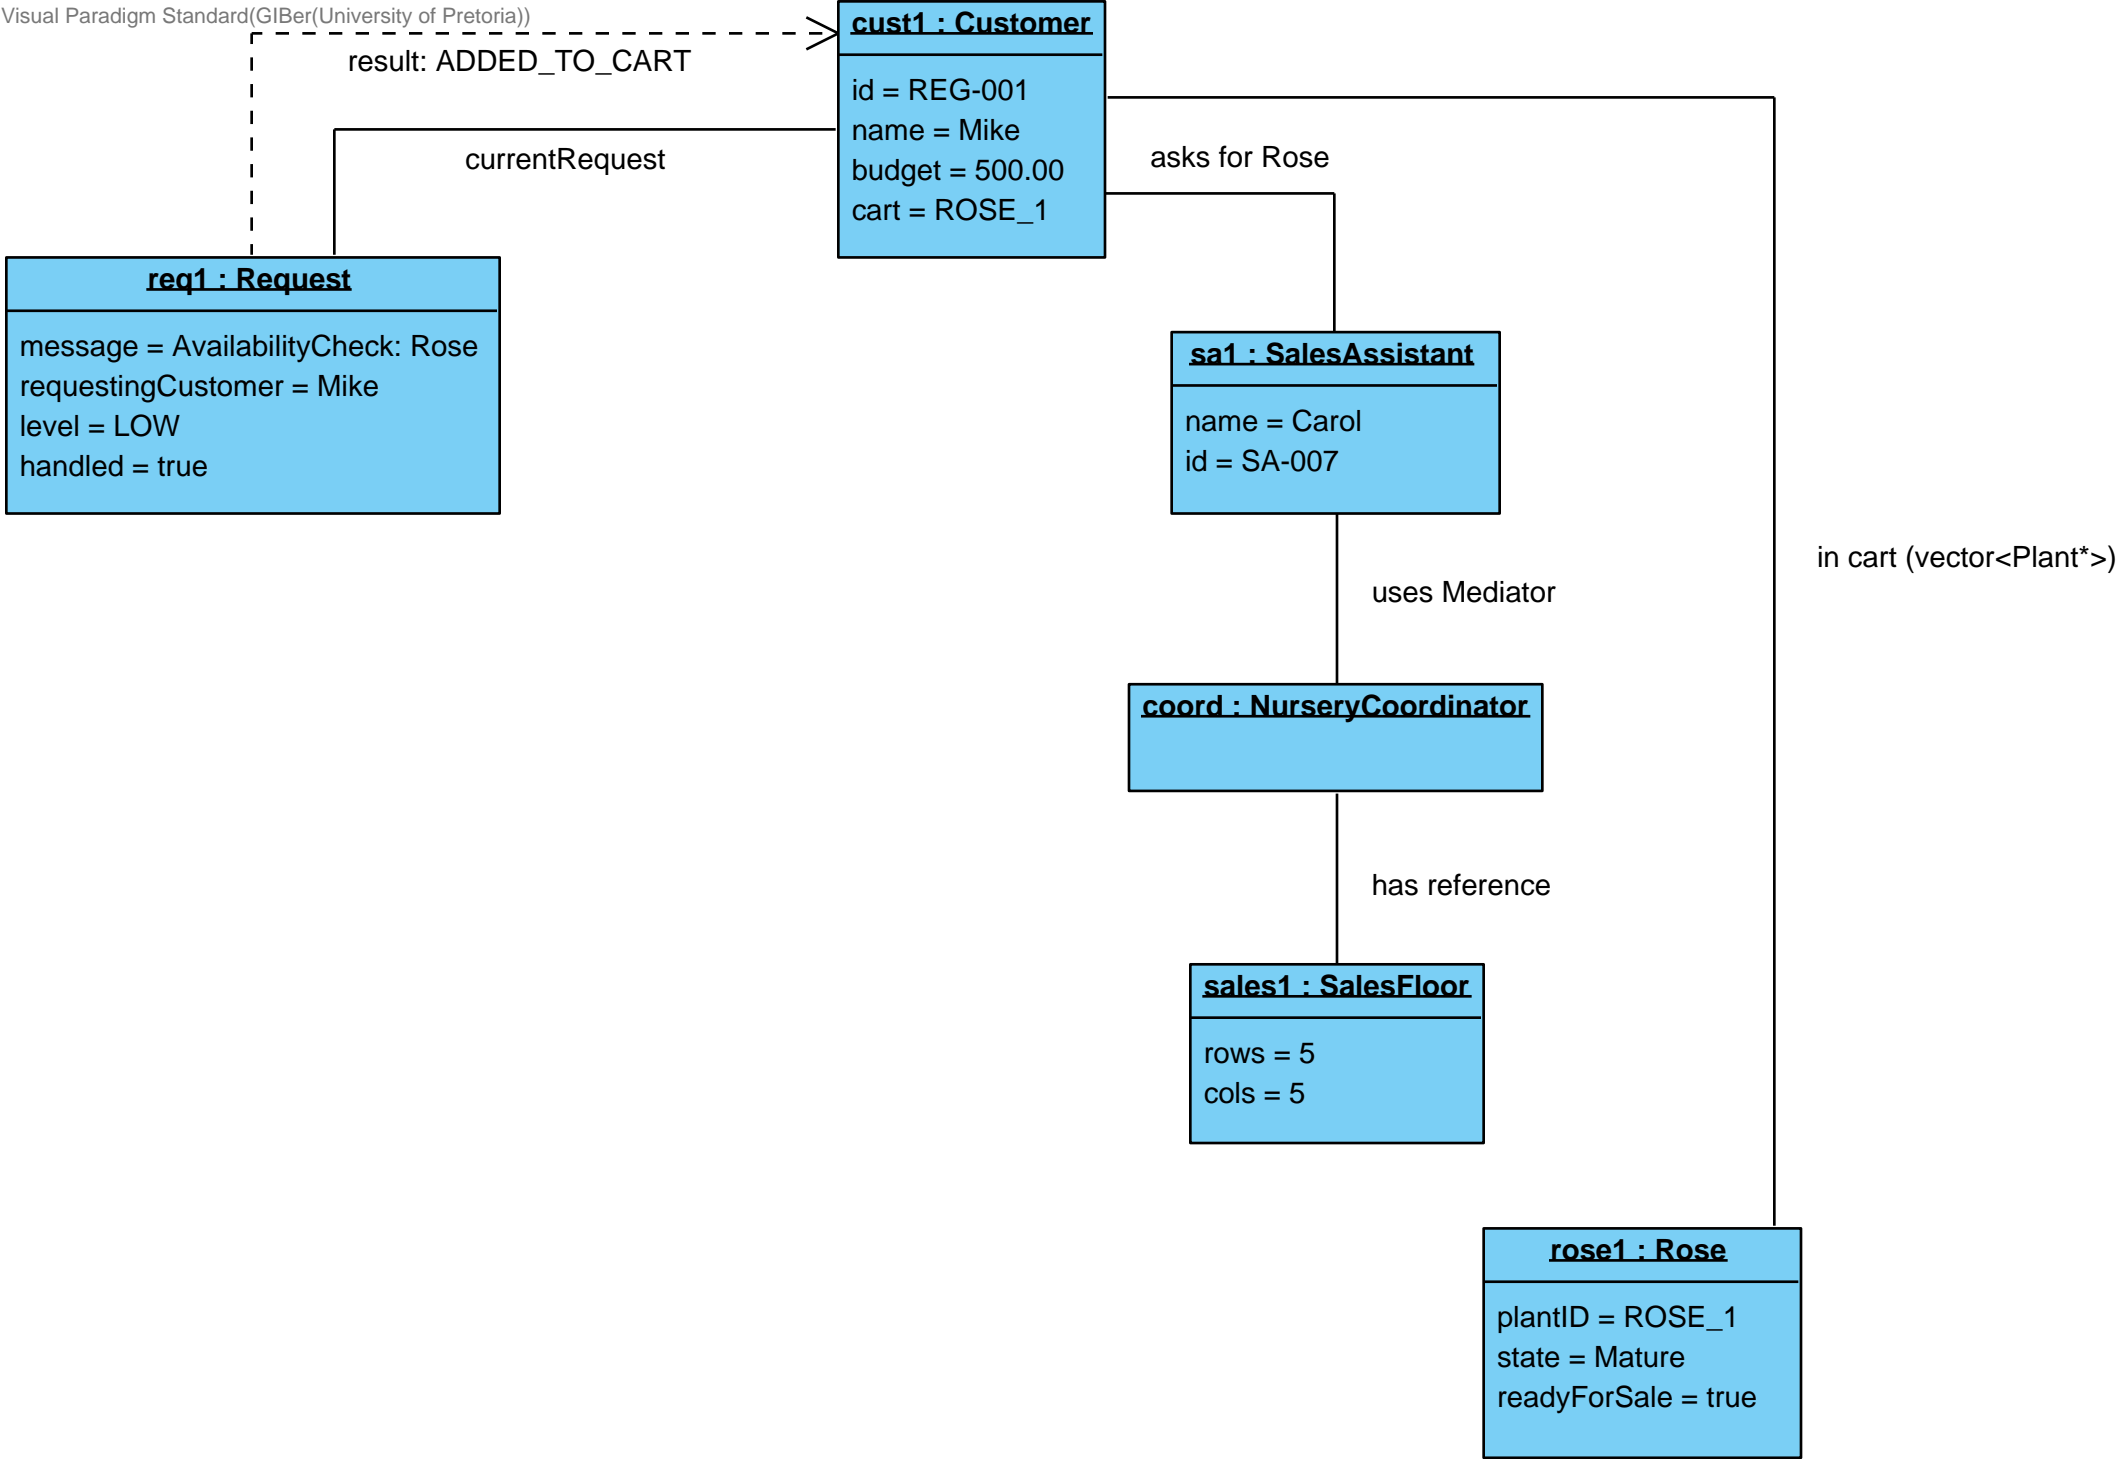 Visual Paradigm Standard(GIBer(University of Pretoria))
cust1 : Customer
id = REG-001
name = Mike
budget = 500.00
cart = ROSE_1
result: ADDED_TO_CART
currentRequest
asks for Rose
req1 : Request
message = AvailabilityCheck: Rose
requestingCustomer = Mike
level = LOW
handled = true
sa1 : SalesAssistant
name = Carol
id = SA-007
in cart (vector<Plant*>)
uses Mediator
coord : NurseryCoordinator
has reference
sales1 : SalesFloor
rows = 5
cols = 5
rose1 : Rose
plantID = ROSE_1
state = Mature
readyForSale = true